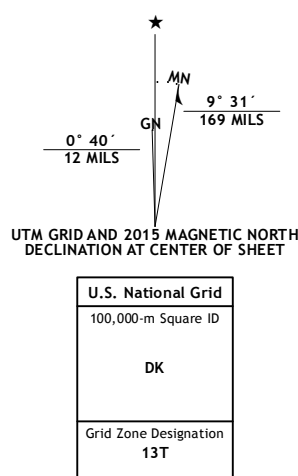 ★
MN
GN
9° 31´
169 MILS
0° 40´
12 MILS
UTM GRID AND 2015 MAGNETIC NORTH
DECLINATION AT CENTER OF SHEET
U.S. National Grid
100,000-m Square ID
DK
Grid Zone Designation
13T